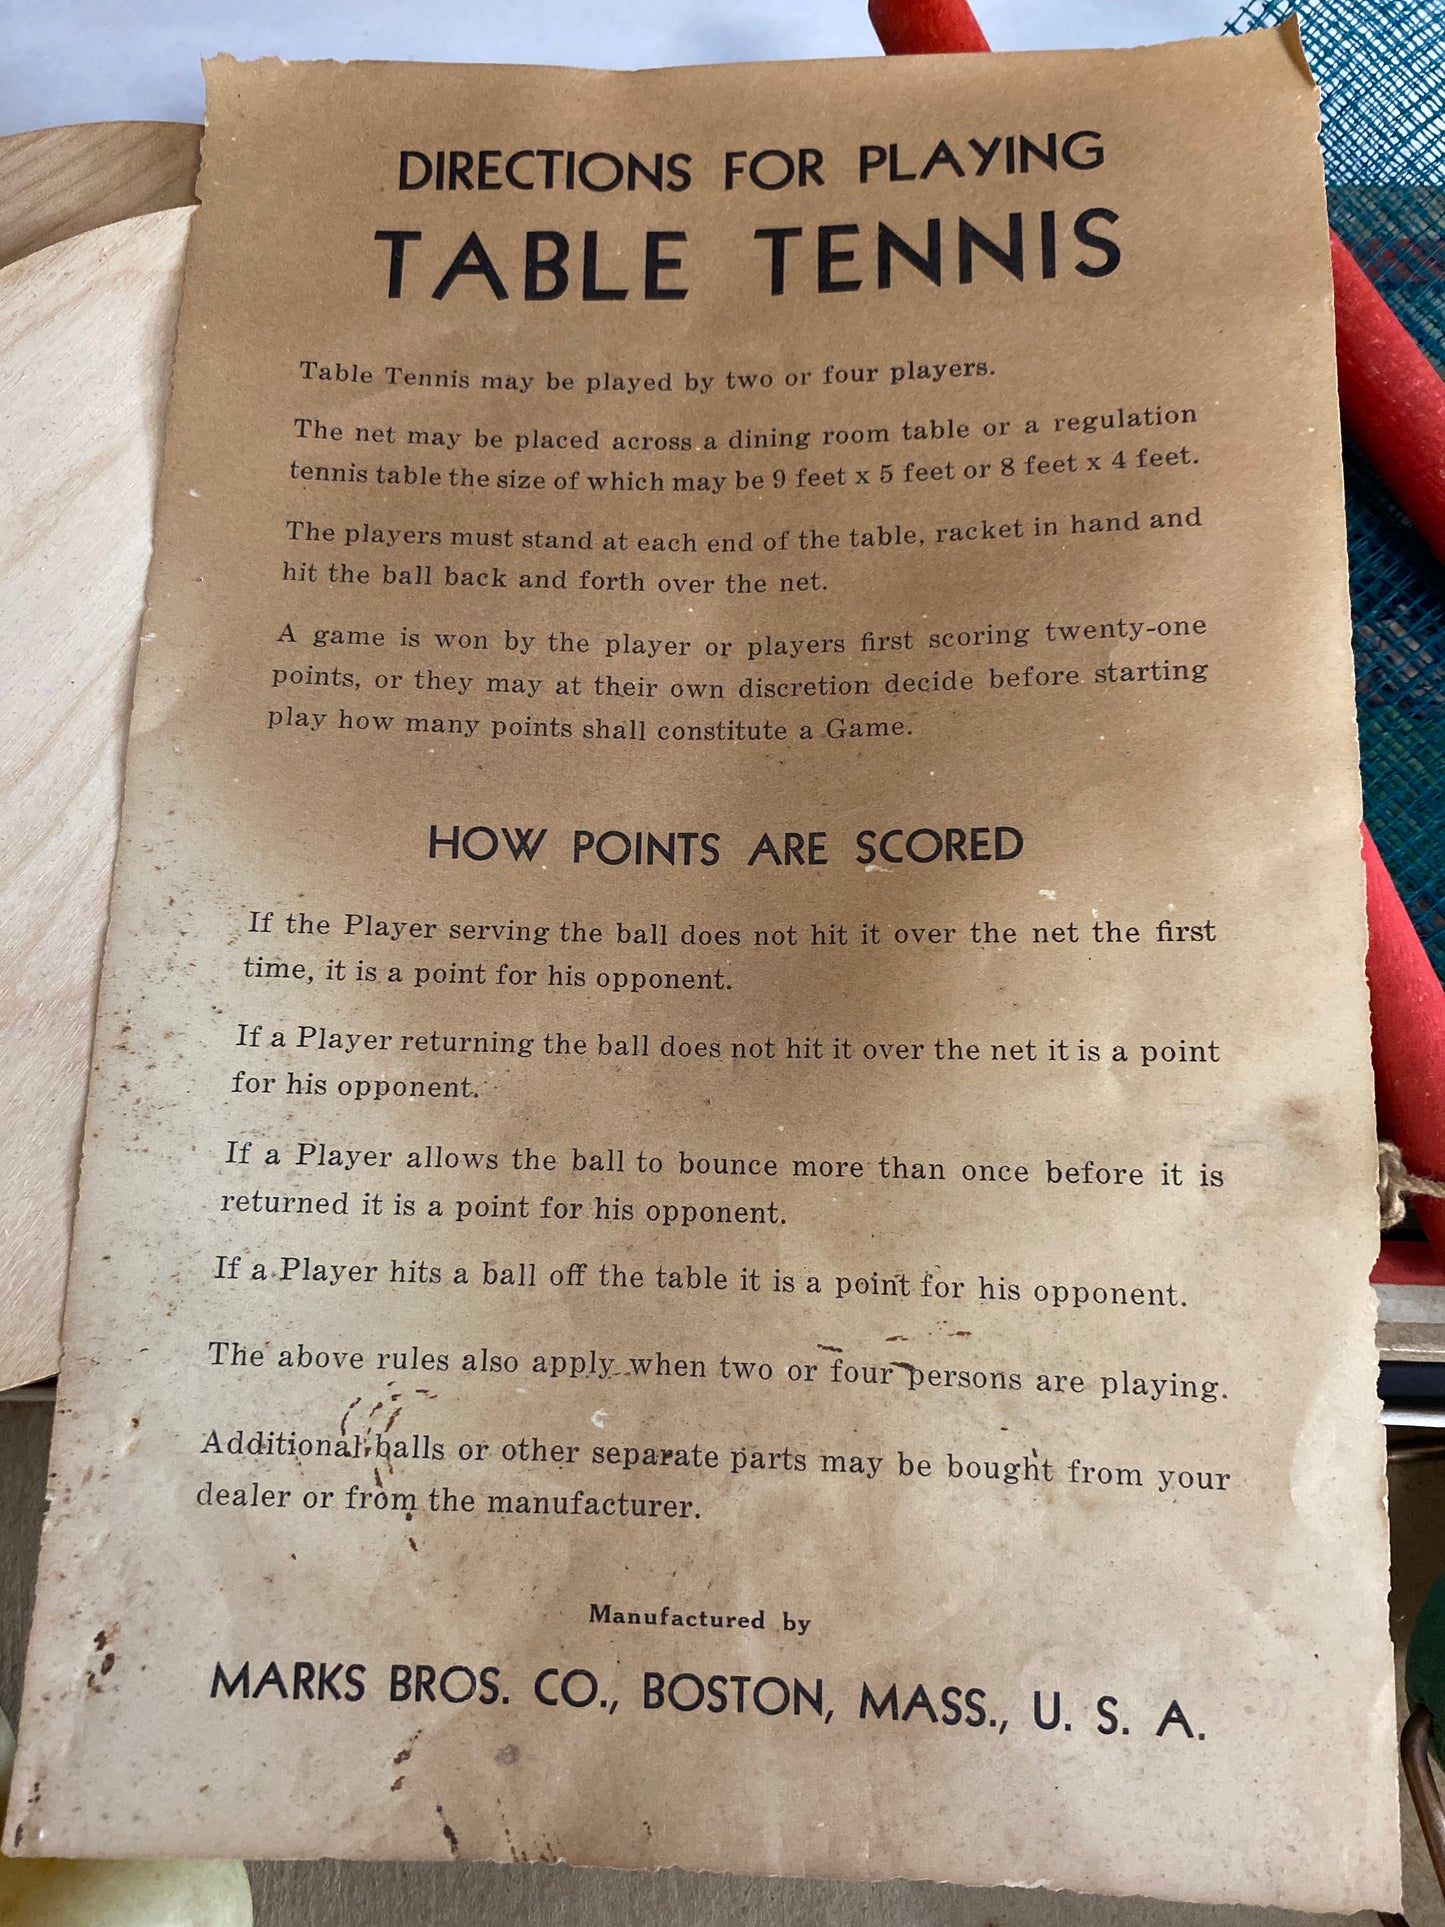 DIRECTIONS FOR PLAYING
TABLE TENNIS
Table Tennis may be played by two or four players.
The net may be placed across a dining room table or a regulation
tennis table the size of which may be 9 feet x 5 feet or 8 feet x 4 feet.
The players must stand at each end of the table, racket in hand and
hit the ball back and forth over the net.
A game is won by the player or players first scoring twenty-one
points, or they may at their own discretion decide before starting
play how many points shall constitute a Game.
HOW POINTS ARE SCORED
If the Player serving the ball does not hit it over the net the first
time, it is a point for his opponent.
If a Player returning the ball does not hit it over the net it is a point
for his opponent.
If a Player allows the ball to bounce more than once before it is
returned it is a point for his opponent.
If a Player hits a ball off the table it is a point for his opponent.
The above rules also apply when two or four persons are playing.
Additional balls or other separate parts may be bought from your
dealer or from the manufacturer.
Manufactured by
MARKS BROS. CO., BOSTON, MASS., U. S. A.